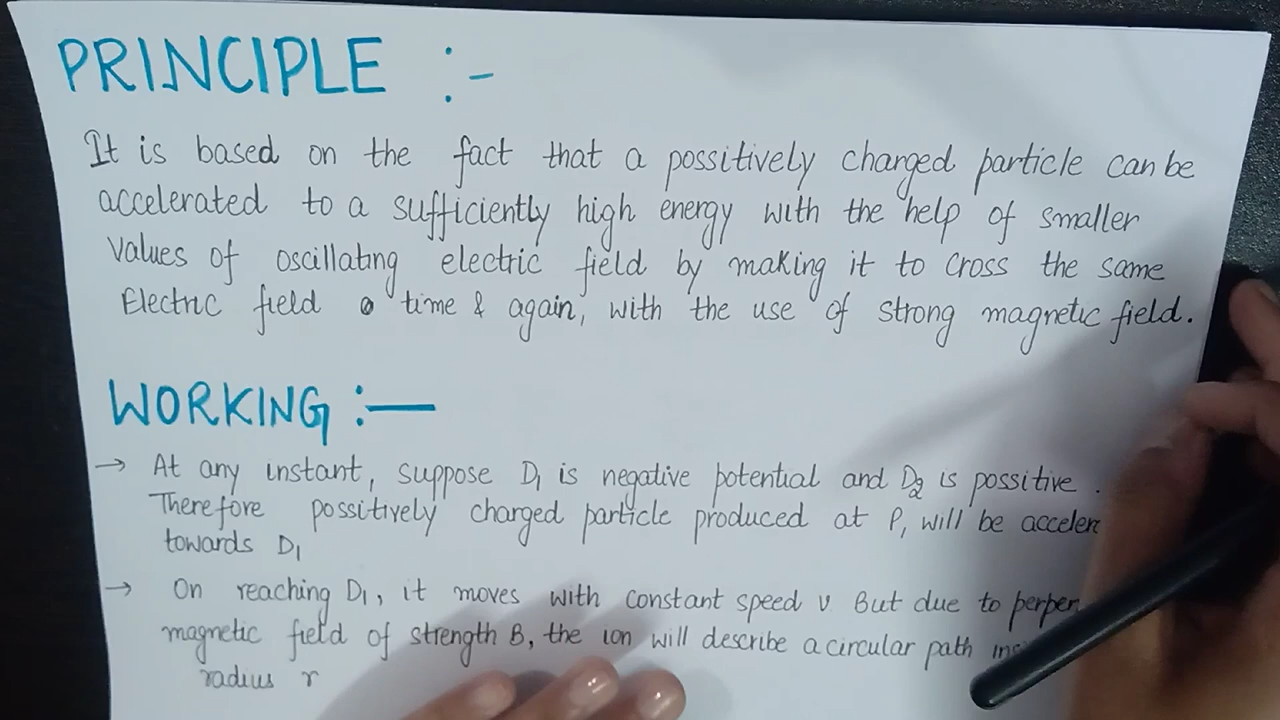 PRINCIPLE :-
It is based on the fact that a possitively charged particle can be
accelerated to a sufficiently high energy with the help of smaller
Values of oscillating electric field by making it to cross the same
Electric field time & again, with the use of strong magnetic field.
WORKING :—
→ At any instant, suppose D1 is negative potential and D2 is possitive.
Therefore possitively charged particle produced at P, will be acceler
towards D1
→ On reaching D1, it moves with constant speed v But due to perpen
magnetic field of strength B, the ion will describe a circular path in
radius r